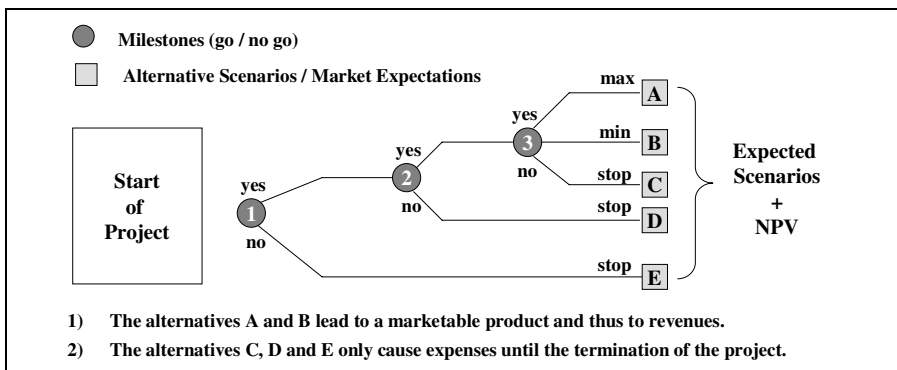 Milestones (go / no go)
Alternative Scenarios / Market Expectations
max
A
yes
3
min
B
no
stop
C
yes
2
no
stop
D
yes
1
no
stop
E
Start
of
Project
Expected
Scenarios
+
NPV
1) The alternatives A and B lead to a marketable product and thus to revenues.
2) The alternatives C, D and E only cause expenses until the termination of the project.